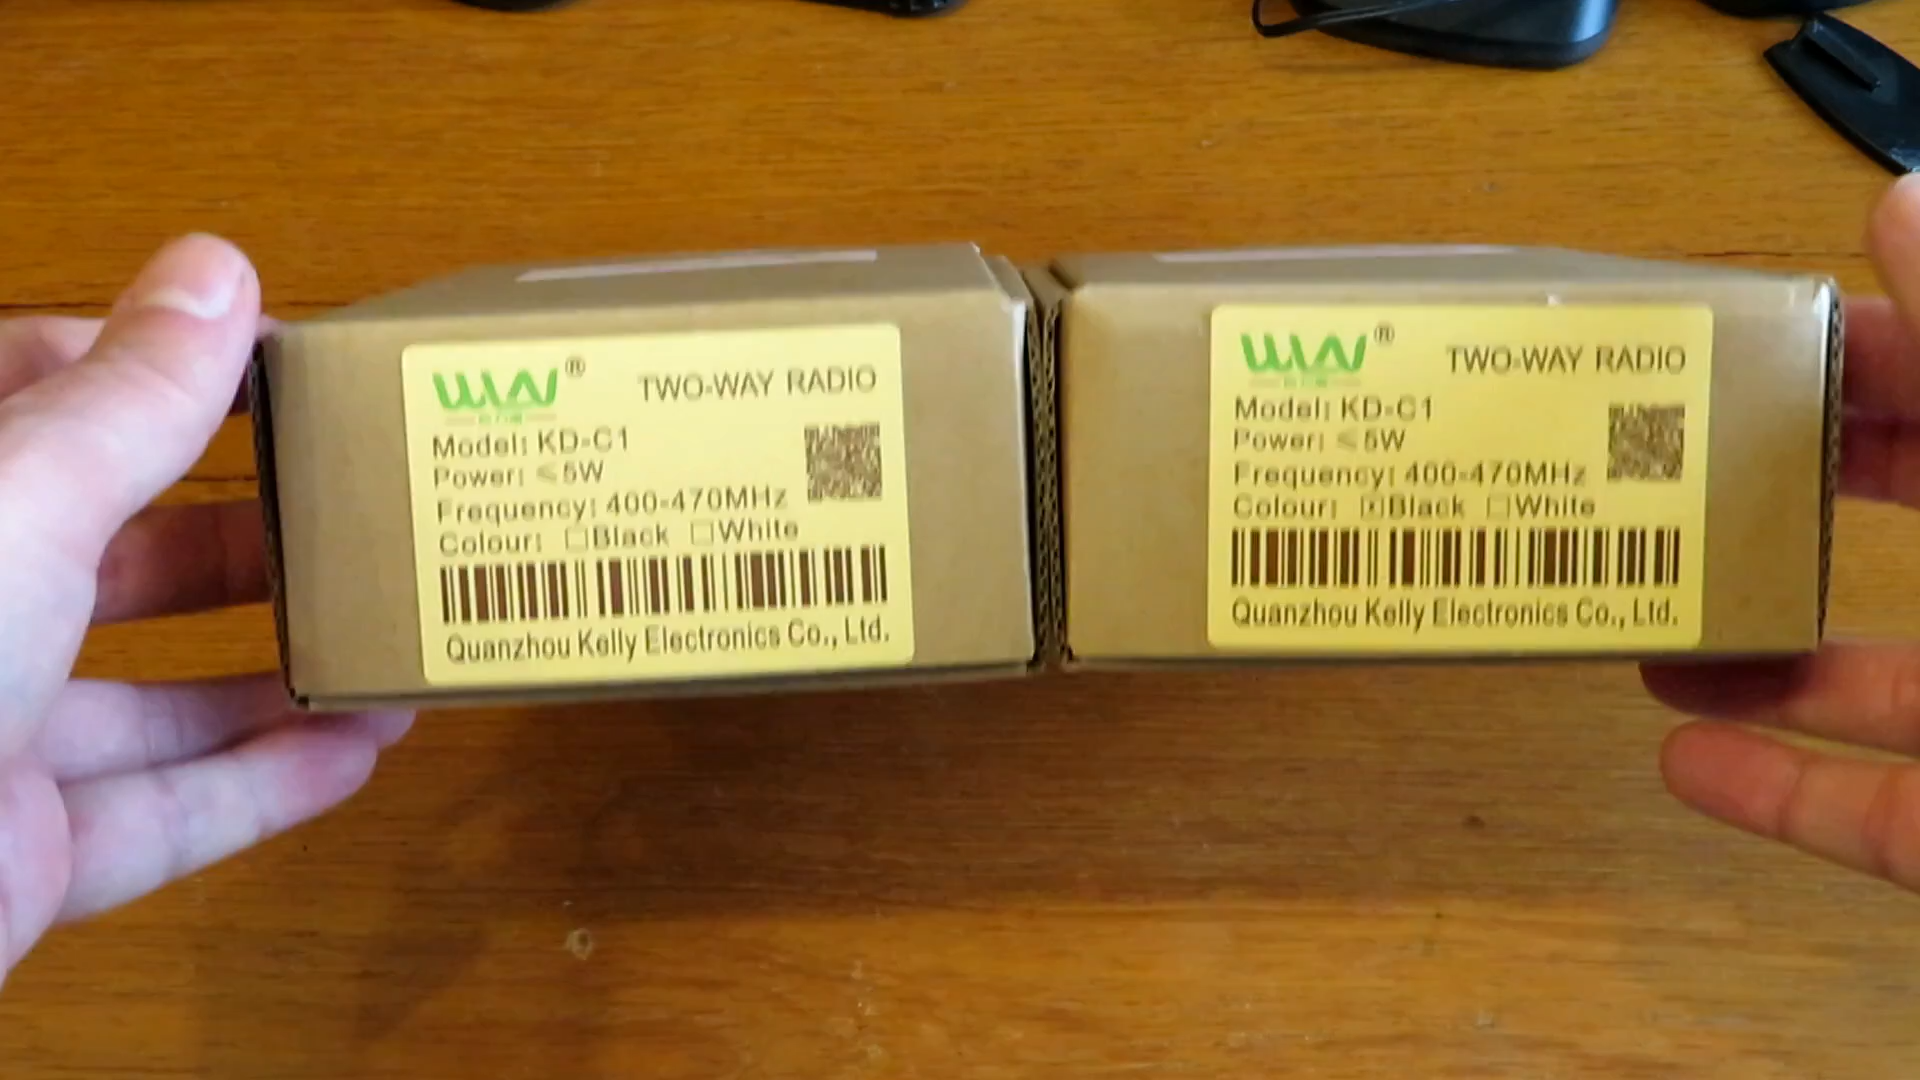 WLN ®
TWO-WAY RADIO
Model: KD-C1
Power: ≤5W
Frequency: 400-470MHz
Colour: ☐Black ☐White
Quanzhou Kelly Electronics Co., Ltd.
WLN ®
TWO-WAY RADIO
Model: KD-C1
Power: ≤5W
Frequency: 400-470MHz
Colour: ☑Black ☐White
Quanzhou Kelly Electronics Co., Ltd.